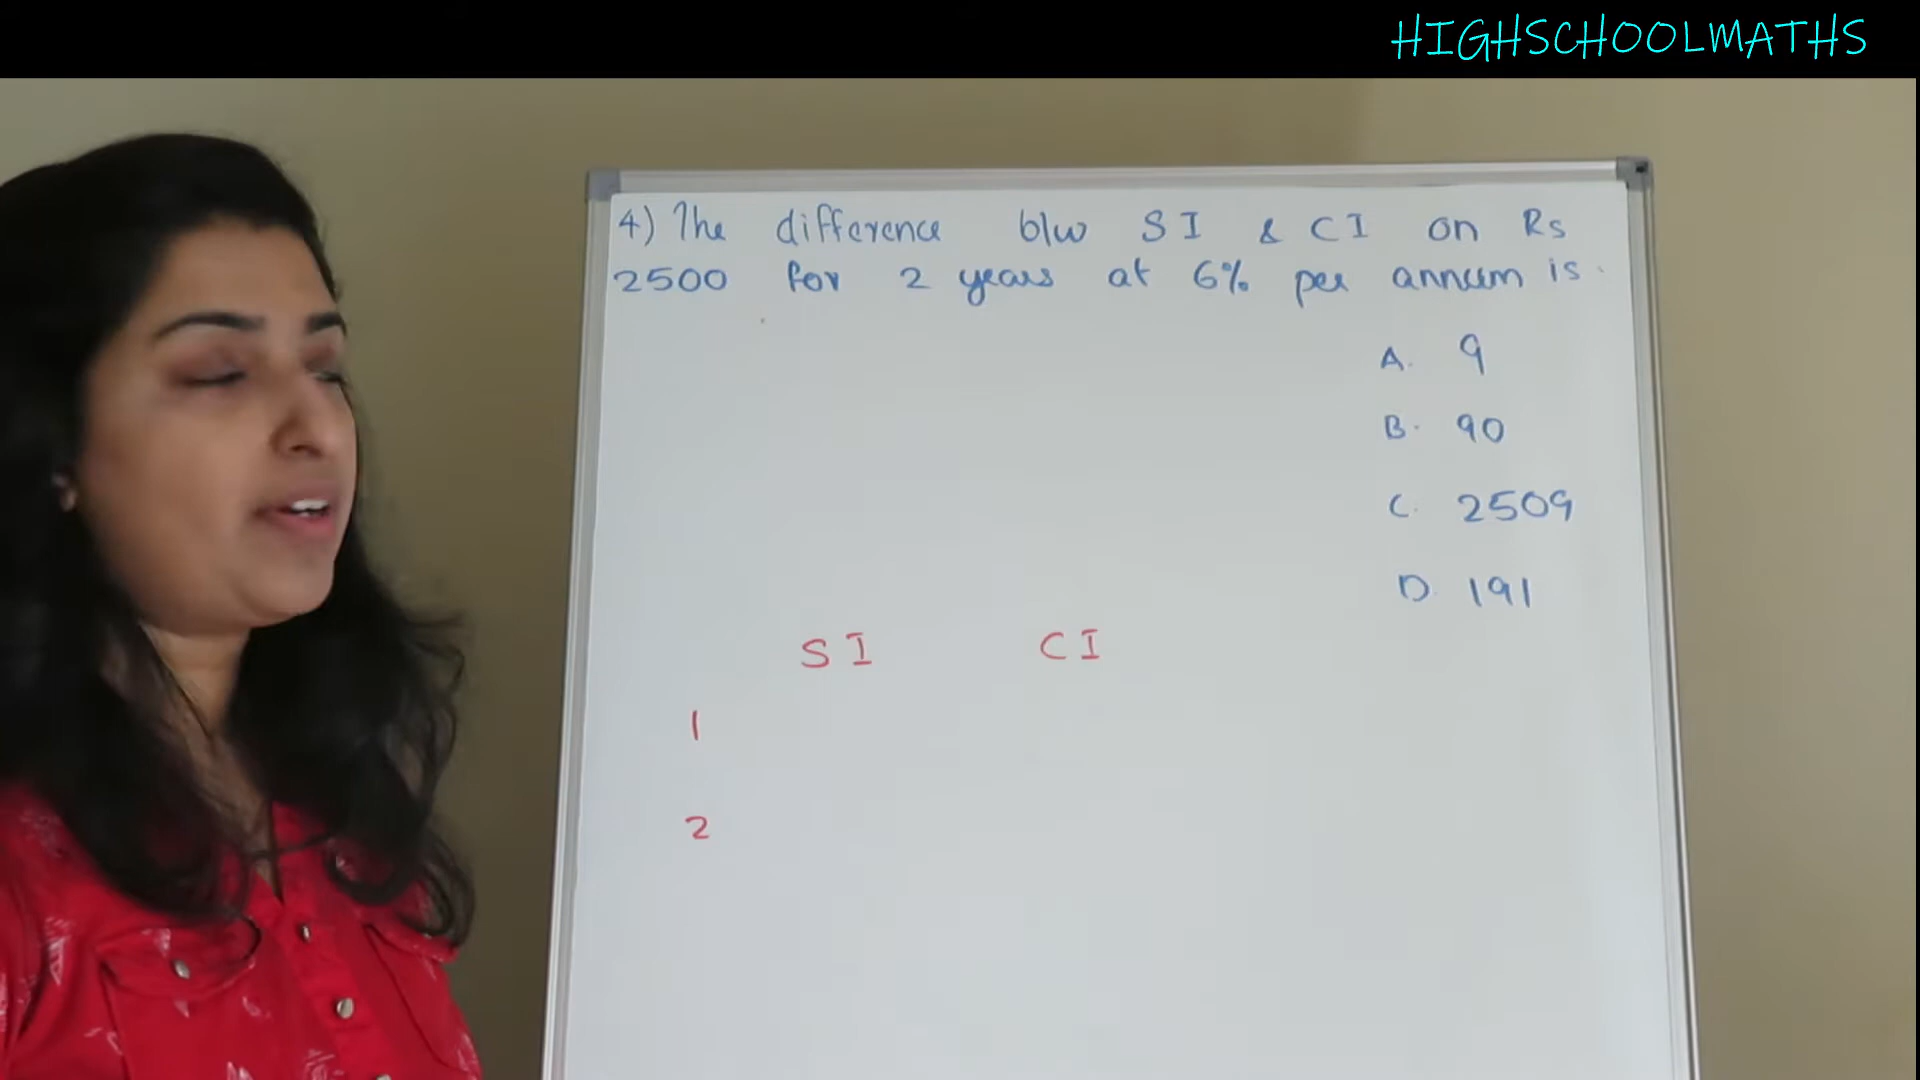 HIGHSCHOOLMATHS
4) The difference b/w SI & CI on Rs
2500 for 2 years at 6% per annum is.
A. 9
B. 90
C. 2509
D. 191
SI CI
1
2